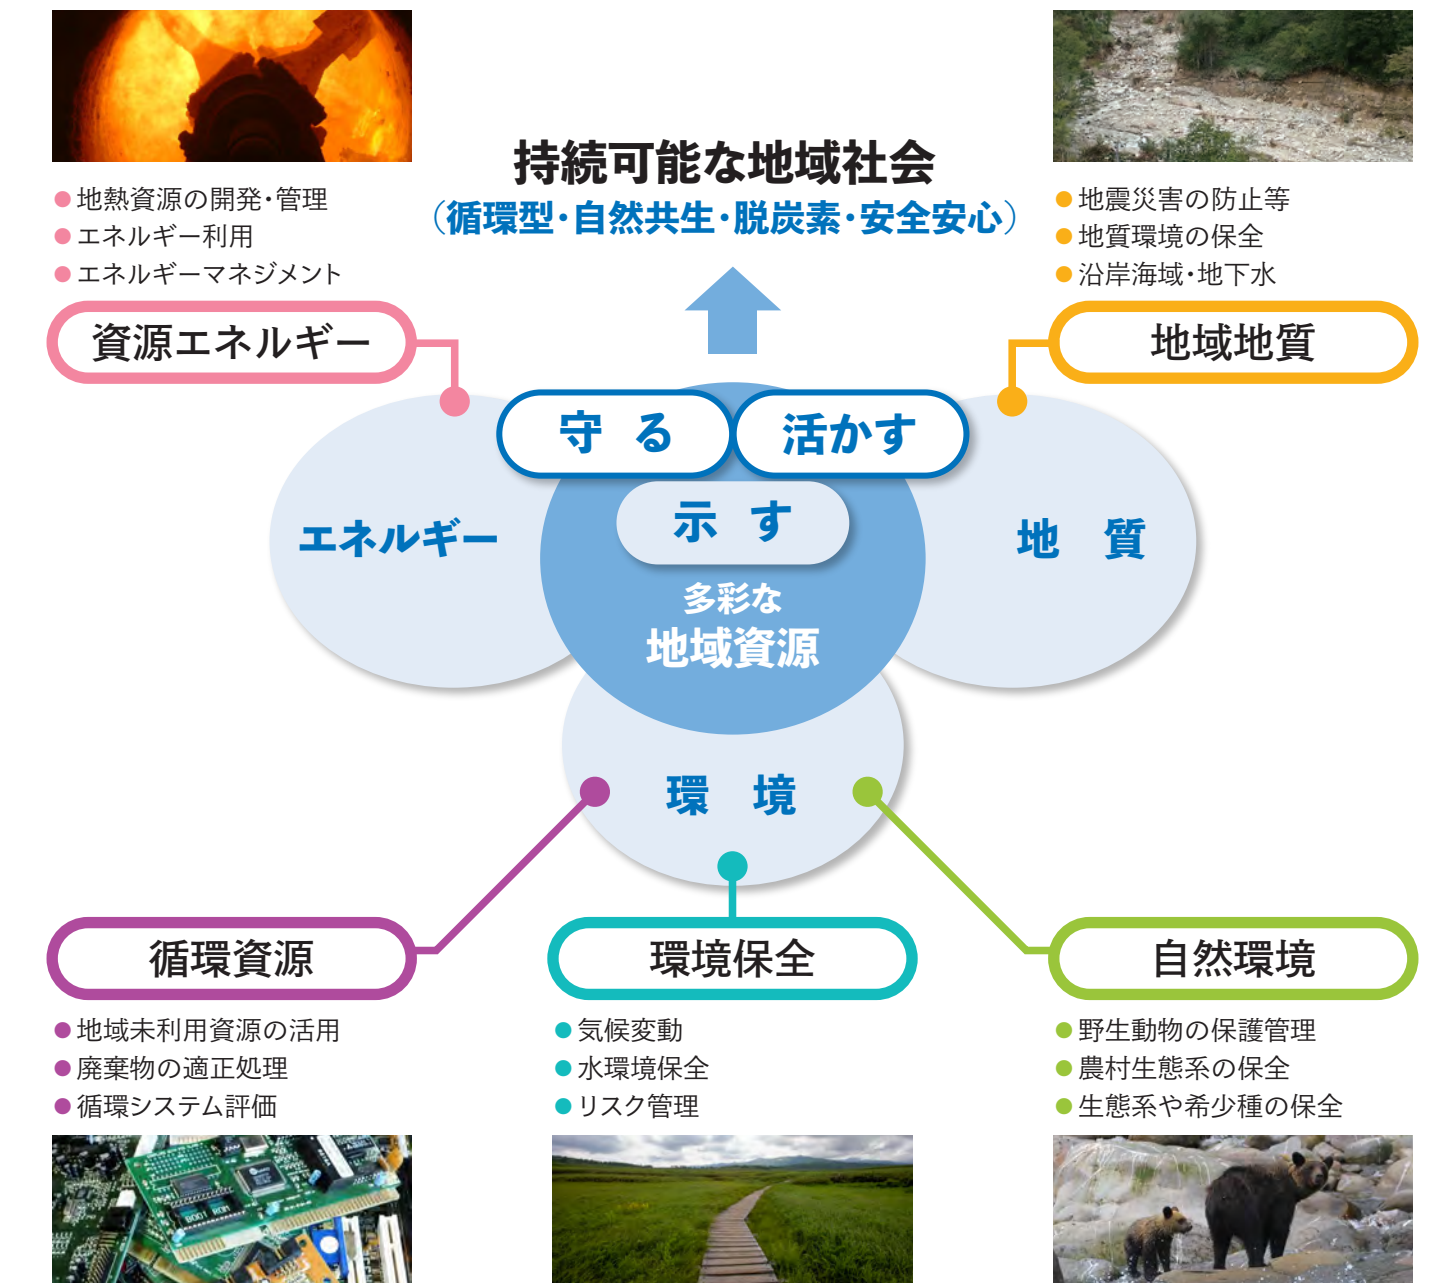 持続可能な地域社会
（循環型･自然共生･脱炭素･安全安心）
●地熱資源の開発･管理
●エネルギー利用
●エネルギーマネジメント
資源エネルギー
●地震災害の防止等
●地質環境の保全
●沿岸海域･地下水
地域地質
守る
活かす
示す
多彩な
地域資源
エネルギー
地質
環境
循環資源
●地域未利用資源の活用
●廃棄物の適正処理
●循環システム評価
環境保全
●気候変動
●水環境保全
●リスク管理
自然環境
●野生動物の保護管理
●農村生態系の保全
●生態系や希少種の保全
BOOT ROM